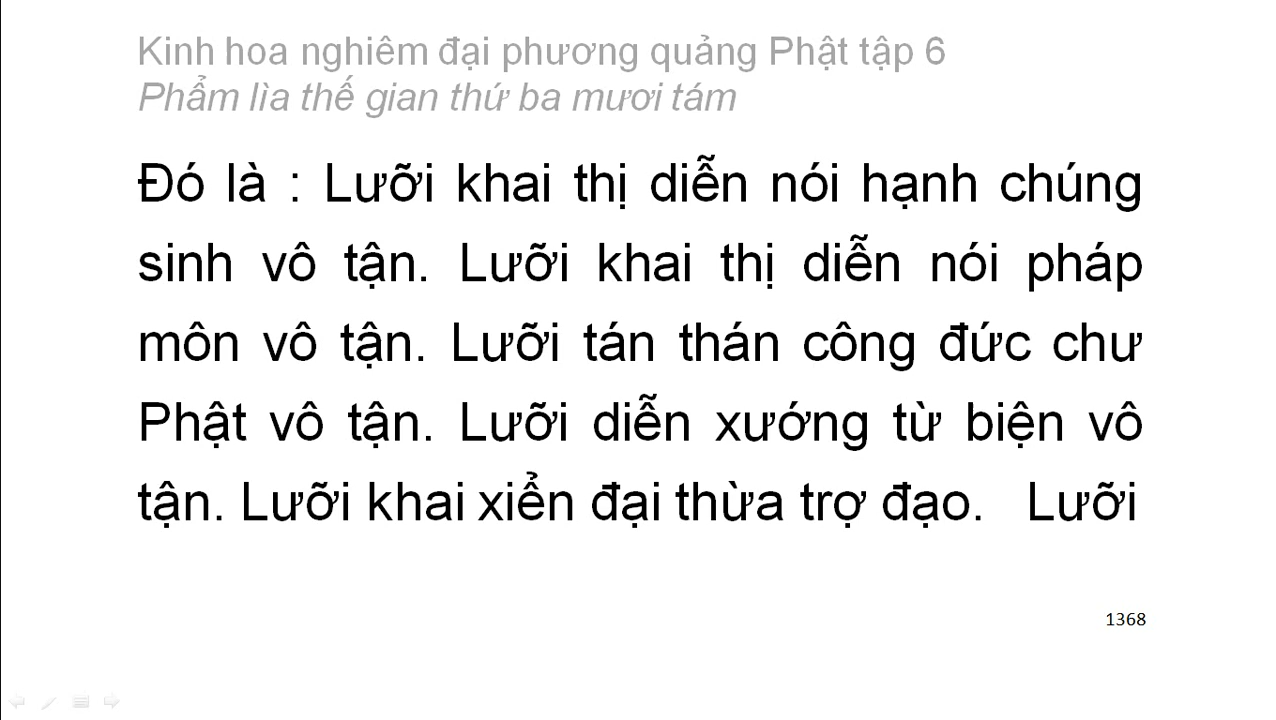 Kinh hoa nghiêm đại phương quảng Phật tập 6
Phẩm lìa thế gian thứ ba mươi tám
Đó là : Lưỡi khai thị diễn nói hạnh chúng
sinh vô tận. Lưỡi khai thị diễn nói pháp
môn vô tận. Lưỡi tán thán công đức chư
Phật vô tận. Lưỡi diễn xướng từ biện vô
tận. Lưỡi khai xiển đại thừa trợ đạo. Lưỡi
1368